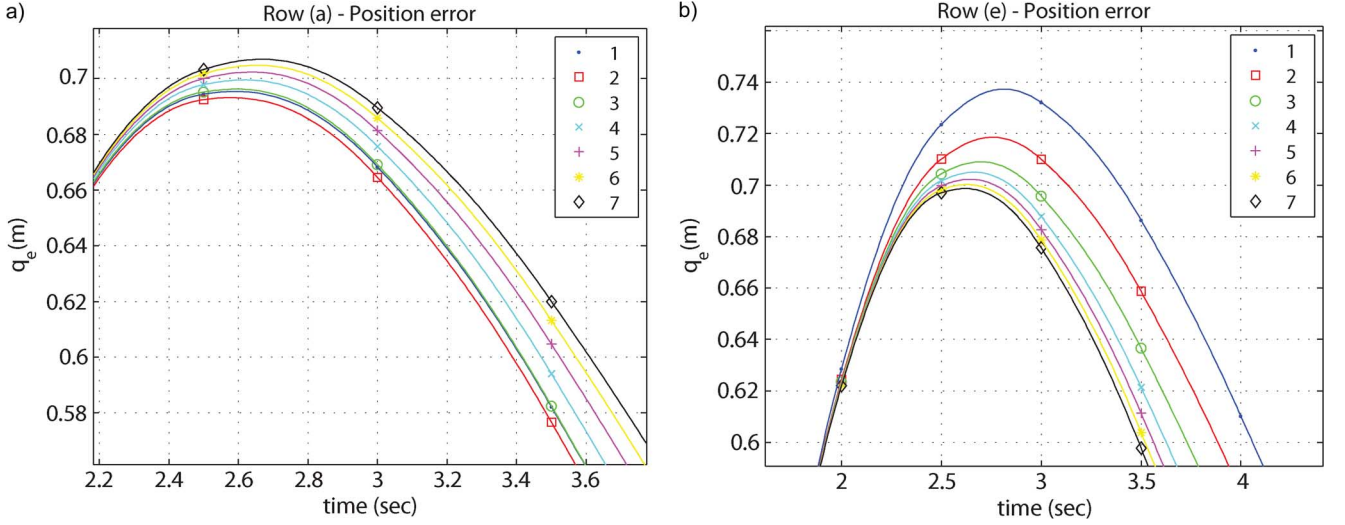 a)
Row (a) - Position error
1
2
3
4
5
6
7
0.7
0.68
0.66
0.64
0.62
0.6
0.58
qe (m)
2.2 2.4 2.6 2.8 3 3.2 3.4 3.6
time (sec)
b)
Row (e) - Position error
1
2
3
4
5
6
7
0.74
0.72
0.7
0.68
0.66
0.64
0.62
0.6
qe (m)
2 2.5 3 3.5 4
time (sec)